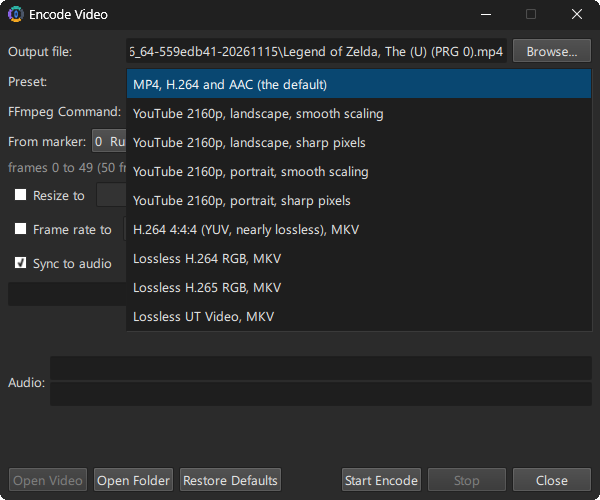 Encode Video
Output file: 6_64-559edb41-20261115\Legend of Zelda, The (U) (PRG 0).mp4 Browse...
Preset:
MP4, H.264 and AAC (the default)
FFmpeg Command:
YouTube 2160p, landscape, smooth scaling
From marker: 0 Ru
YouTube 2160p, landscape, sharp pixels
frames 0 to 49 (50 fr
YouTube 2160p, portrait, smooth scaling
Resize to
YouTube 2160p, portrait, sharp pixels
Frame rate to
H.264 4:4:4 (YUV, nearly lossless), MKV
Sync to audio
Lossless H.264 RGB, MKV
Lossless H.265 RGB, MKV
Lossless UT Video, MKV
Audio:
Open Video Open Folder Restore Defaults Start Encode Stop Close